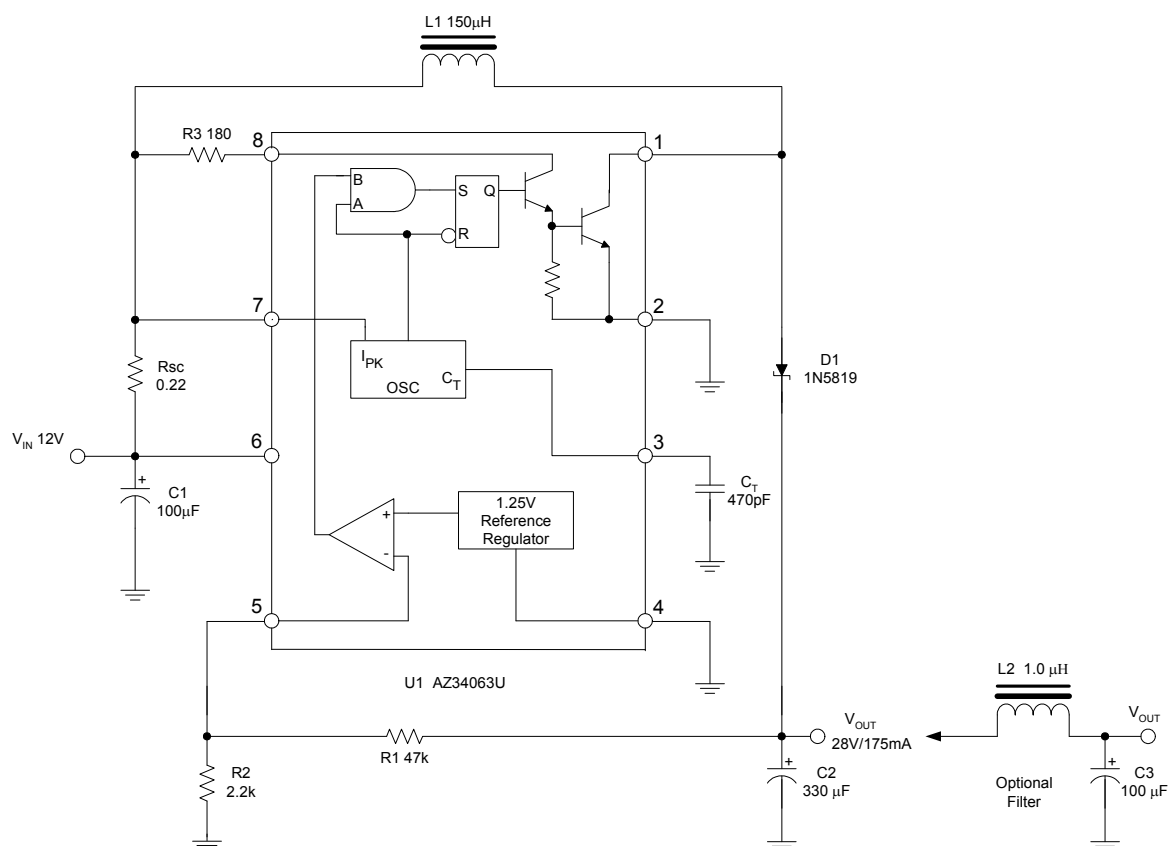 L1 150μH
R3 180
8
1
B
A
S
Q
R
7
2
I PK
OSC
C T
Rsc
0.22
D1
1N5819
V IN 12V
6
3
C1
100μF
+
C T
470pF
1.25V
Reference
Regulator
+
-
5
4
U1 AZ34063U
L2 1.0 μH
V OUT
28V/175mA
V OUT
R1 47k
R2
2.2k
+
C2
330 μF
Optional
Filter
+
C3
100 μF